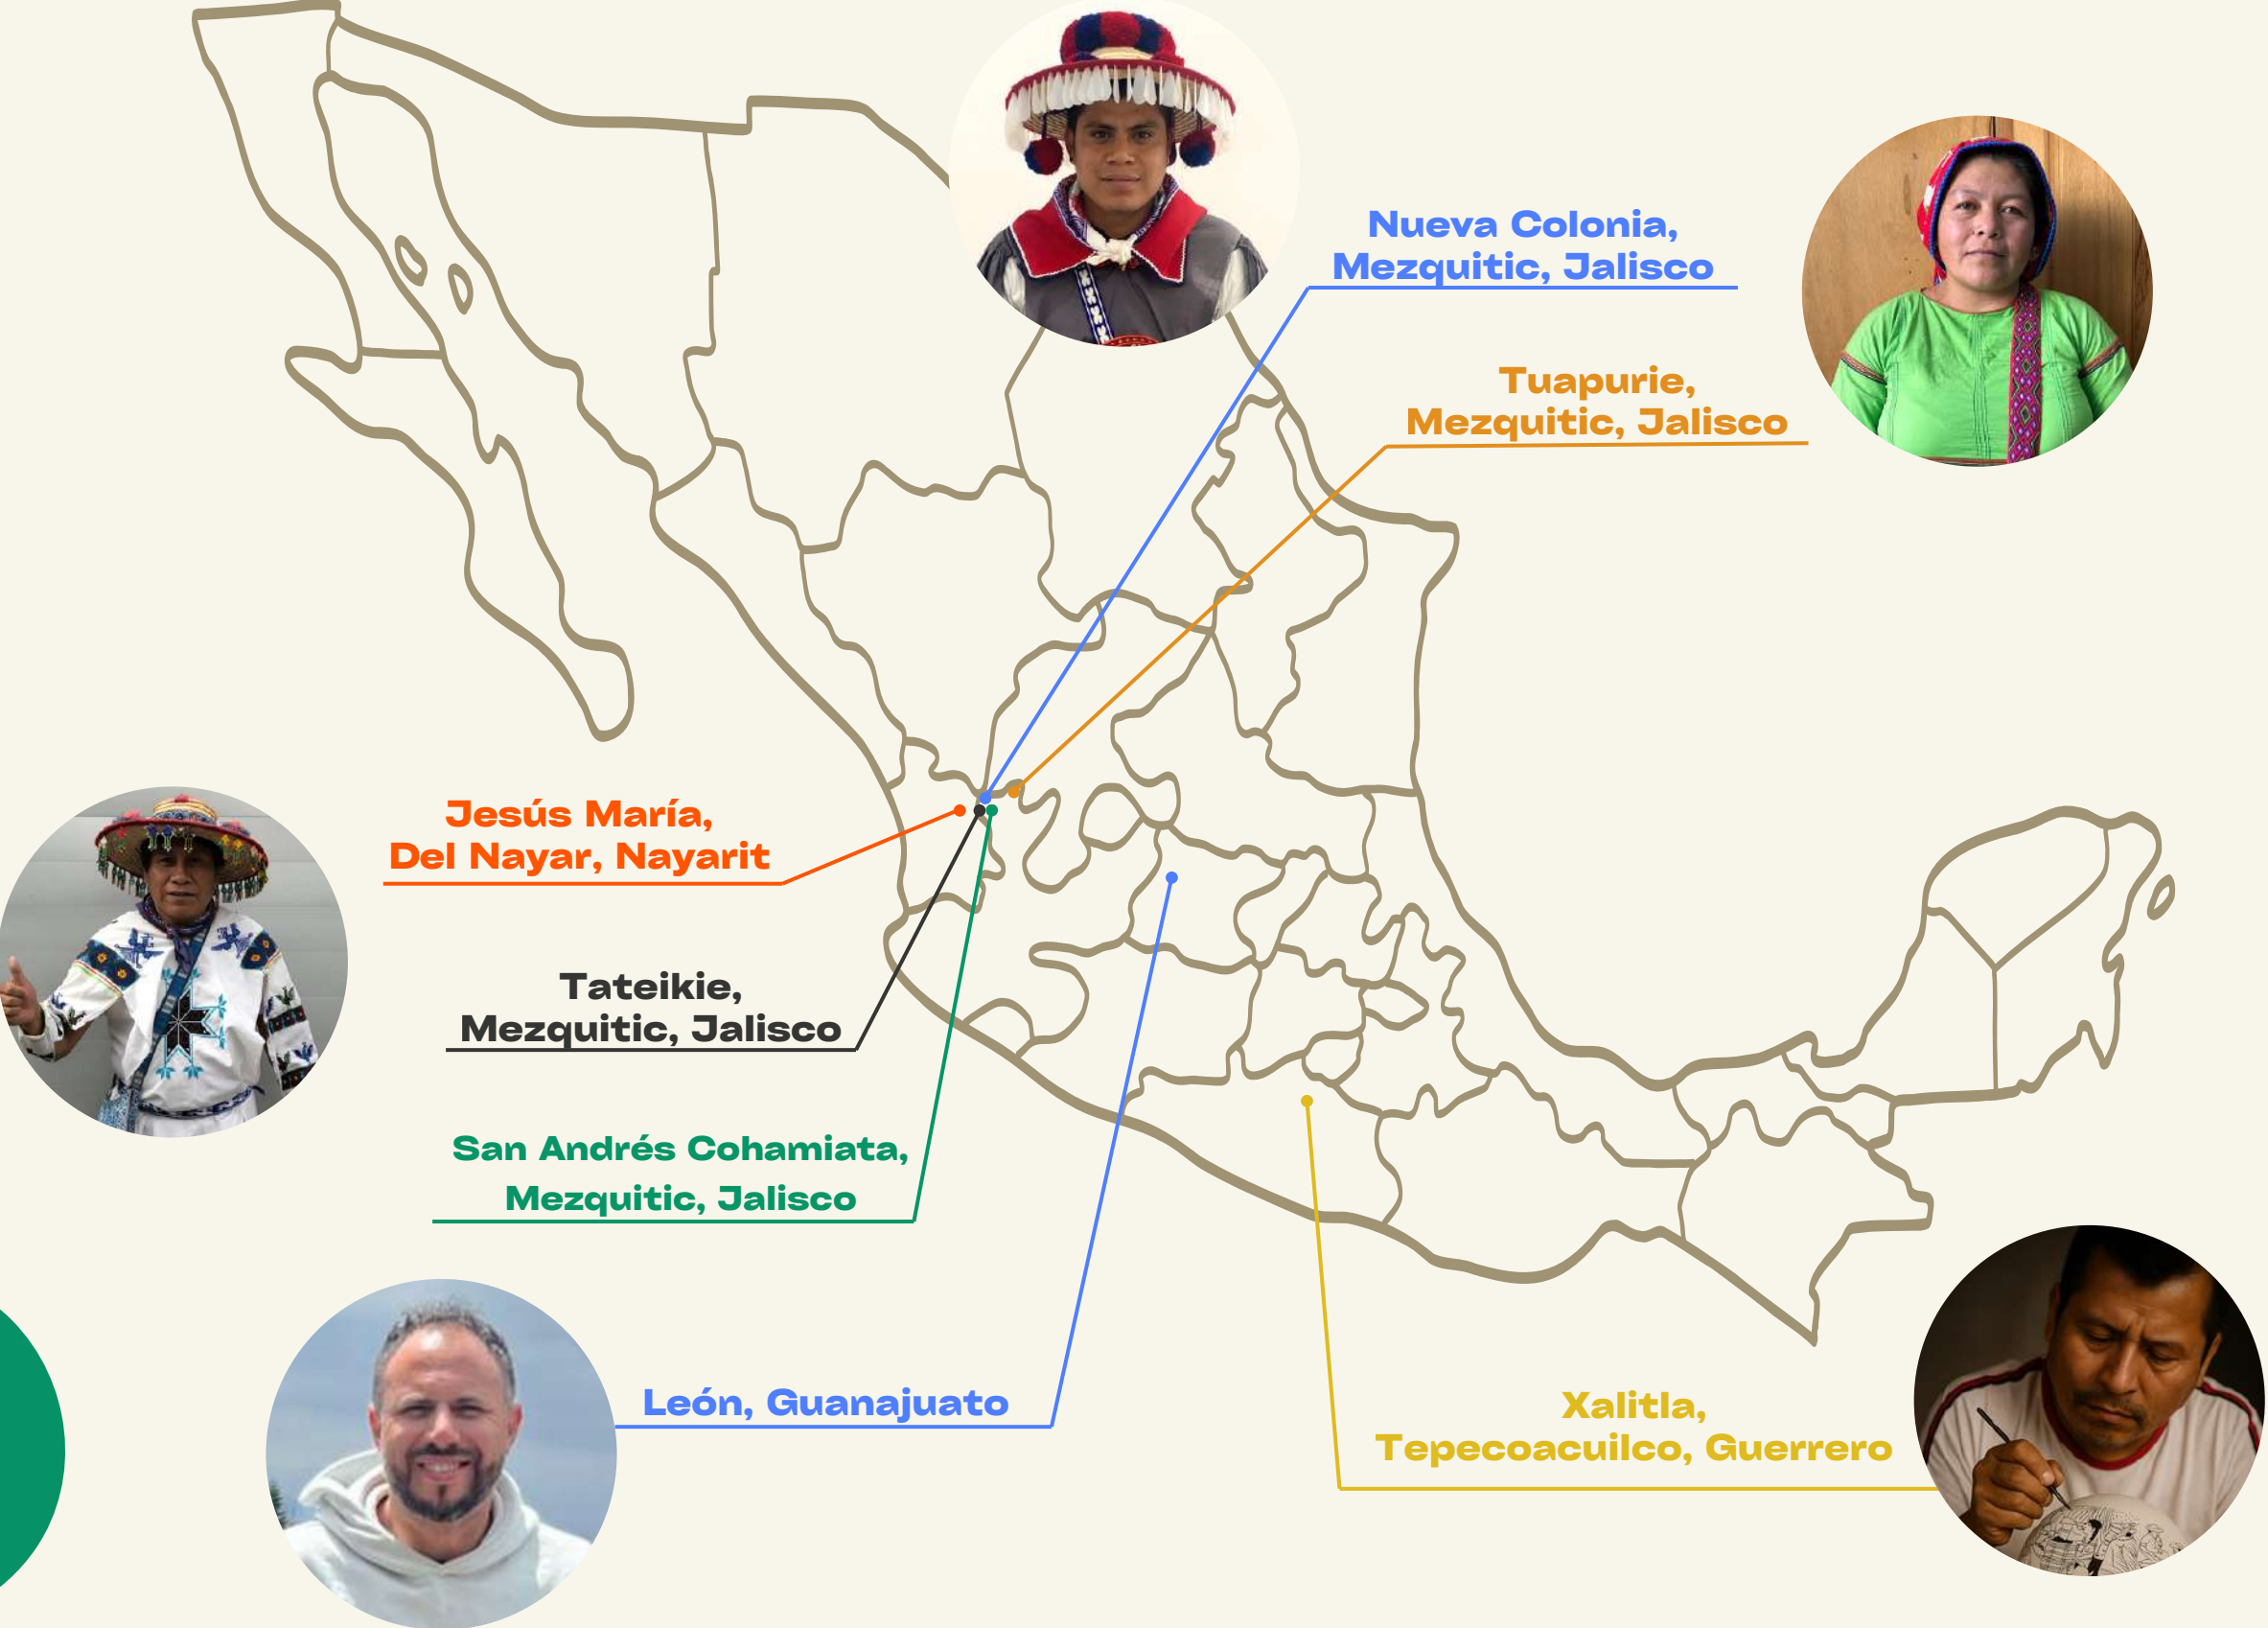 Nueva Colonia,
Mezquitic, Jalisco
Tuapurie,
Mezquitic, Jalisco
Jesús María,
Del Nayar, Nayarit
Tateikie,
Mezquitic, Jalisco
San Andrés Cohamiata,
Mezquitic, Jalisco
León, Guanajuato
Xalitla,
Tepecoacuilco, Guerrero